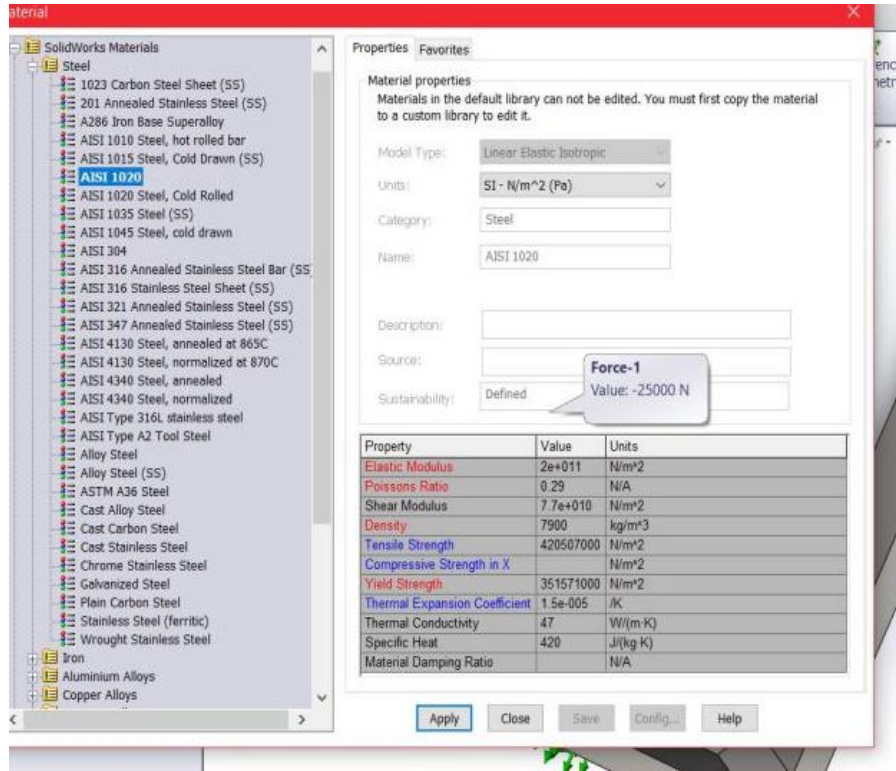 aterial
SolidWorks Materials
Steel
1023 Carbon Steel Sheet (SS)
201 Annealed Stainless Steel (SS)
A286 Iron Base Superalloy
AISI 1010 Steel, hot rolled bar
AISI 1015 Steel, Cold Drawn (SS)
AISI 1020
AISI 1020 Steel, Cold Rolled
AISI 1035 Steel (SS)
AISI 1045 Steel, cold drawn
AISI 304
AISI 316 Annealed Stainless Steel Bar (SS
AISI 316 Stainless Steel Sheet (SS)
AISI 321 Annealed Stainless Steel (SS)
AISI 347 Annealed Stainless Steel (SS)
AISI 4130 Steel, annealed at 865C
AISI 4130 Steel, normalized at 870C
AISI 4340 Steel, annealed
AISI 4340 Steel, normalized
AISI Type 316L stainless steel
AISI Type A2 Tool Steel
Alloy Steel
Alloy Steel (SS)
ASTM A36 Steel
Cast Alloy Steel
Cast Carbon Steel
Cast Stainless Steel
Chrome Stainless Steel
Galvanized Steel
Plain Carbon Steel
Stainless Steel (ferritic)
Wrought Stainless Steel
Iron
Aluminium Alloys
Copper Alloys
Properties Favorites
Material properties
Materials in the default library can not be edited. You must first copy the material
to a custom library to edit it.
Model Type: Linear Elastic Isotropic
Units: SI - N/m^2 (Pa)
Category: Steel
Name: AISI 1020
Description:
Source:
Sustainability: Defined
Force-1
Value: -25000 N
Property Value Units
Elastic Modulus 2e+011 N/m^2
Poissons Ratio 0.29 N/A
Shear Modulus 7.7e+010 N/m^2
Density 7900 kg/m^3
Tensile Strength 420507000 N/m^2
Compressive Strength in X N/m^2
Yield Strength 351571000 N/m^2
Thermal Expansion Coefficient 1.5e-005 /K
Thermal Conductivity 47 W/(m·K)
Specific Heat 420 J/(kg·K)
Material Damping Ratio N/A
Apply Close Save Config... Help